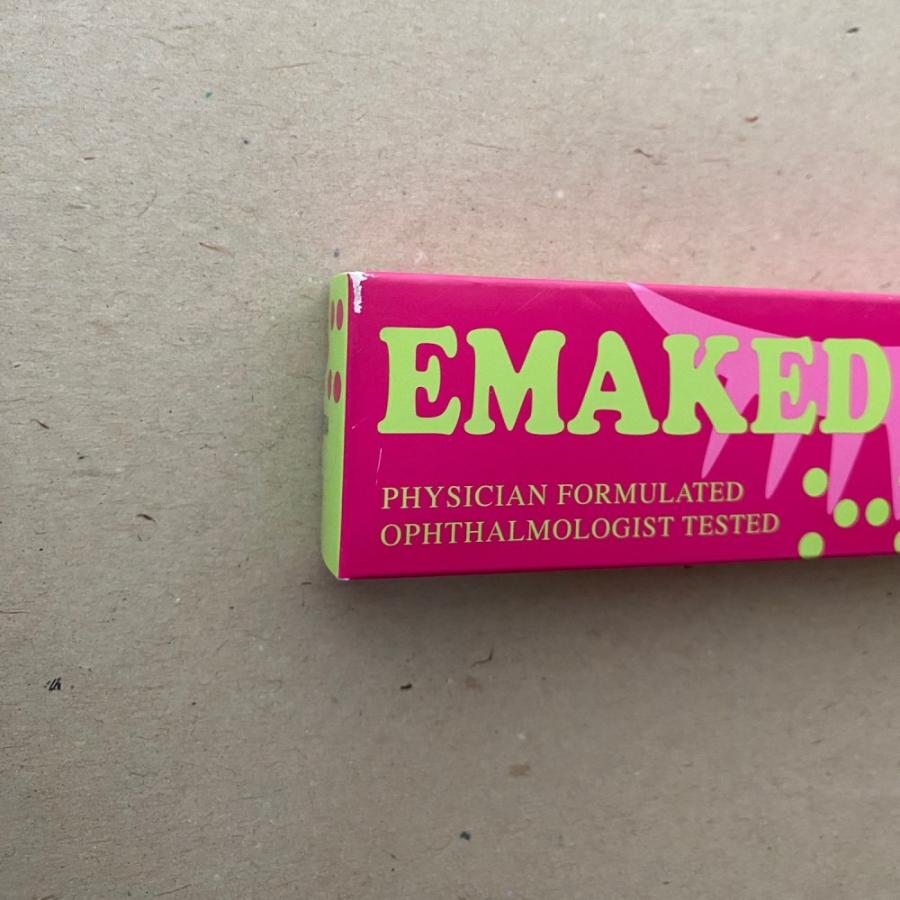 EMAKED
PHYSICIAN FORMULATED
OPHTHALMOLOGIST TESTED